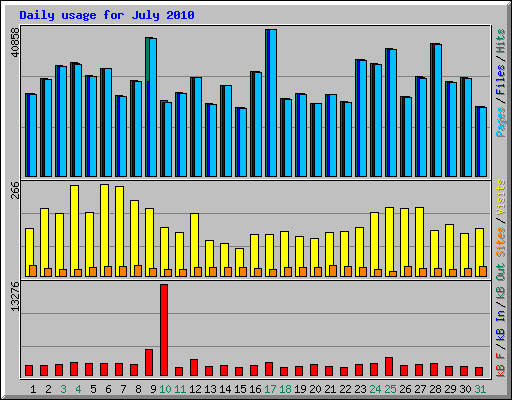 Daily usage for July 2010
40858
Pages / Files / Hits
266
Sites / Visits
13276
kB F / kB In / kB Out
1 2 3 4 5 6 7 8 9 10 11 12 13 14 15 16 17 18 19 20 21 22 23 24 25 26 27 28 29 30 31